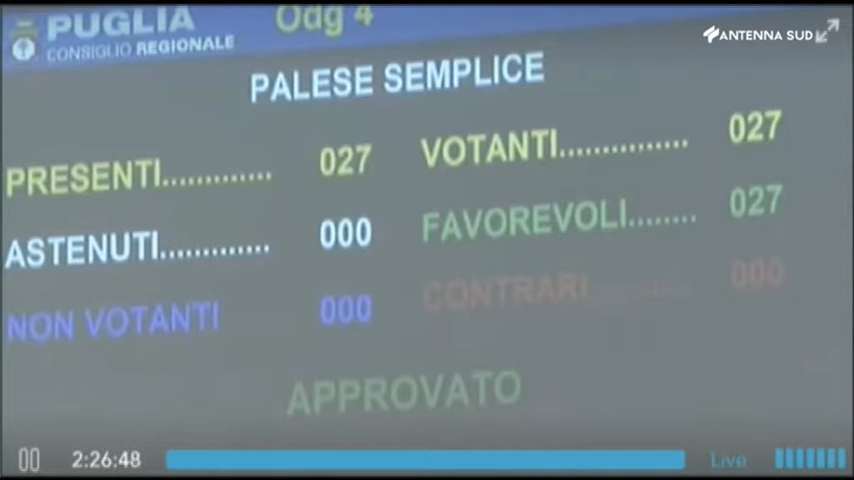 PUGLIA
CONSIGLIO REGIONALE
Odg 4
ANTENNA SUD
PALESE SEMPLICE
PRESENTI............. 027
VOTANTI............... 027
ASTENUTI............. 000
FAVOREVOLI........ 027
NON VOTANTI 000
CONTRARI........... 000
APPROVATO
2:26:48
Live